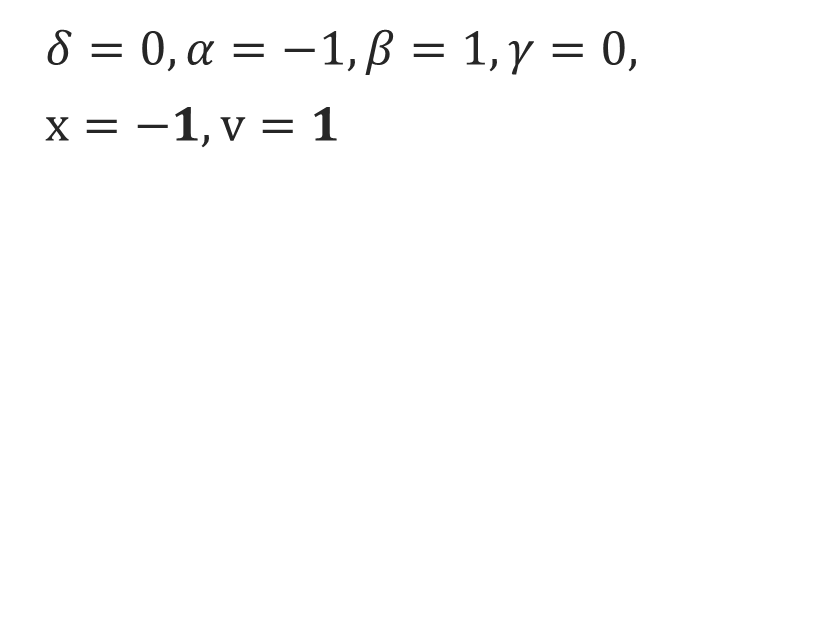 δ = 0, α = −1, β = 1, γ = 0,
x = −1, v = 1